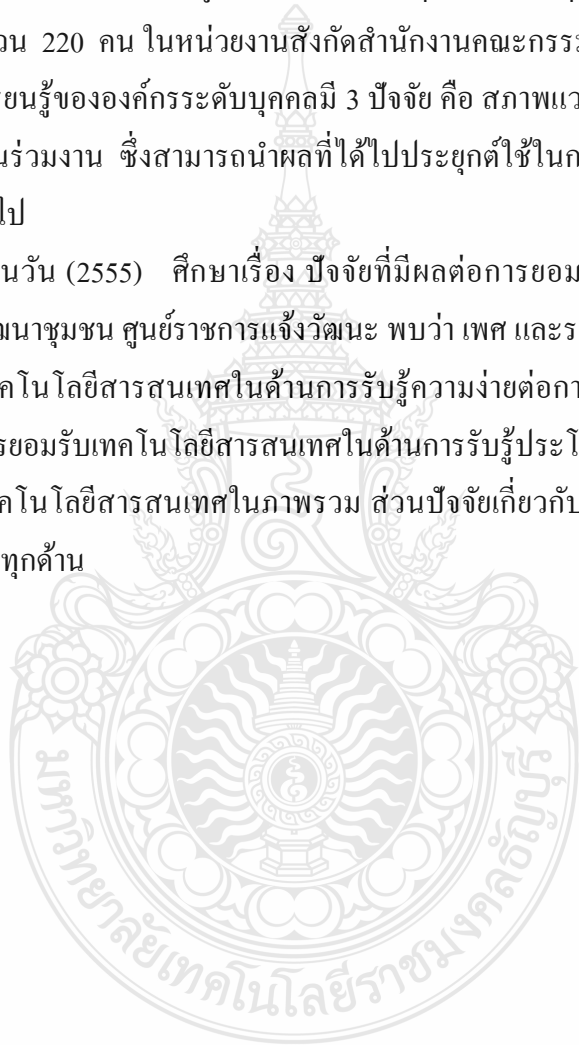 วน 220 คน ในหน่วยงานสังกัดสำนักงานคณะกรรม
รียนรู้ขององค์กรระดับบุคคลมี 3 ปัจจัย คือ สภาพแว
นร่วมงาน ซึ่งสามารถนำผลที่ได้ไปประยุกต์ใช้ในก
ไป
นวัน (2555) ศึกษาเรื่อง ปัจจัยที่มีผลต่อการยอม
ฒนาชุมชน ศูนย์ราชการแจ้งวัฒนะ พบว่า เพศ และร
คโนโลยีสารสนเทศในด้านการรับรู้ความง่ายต่อกา
รยอมรับเทคโนโลยีสารสนเทศในด้านการรับรู้ประโ
คโนโลยีสารสนเทศในภาพรวม ส่วนปัจจัยเกี่ยวกับ
ทุกด้าน
มหาวิทยาลัยเทคโนโลยีราชมงคลธัญบุรี